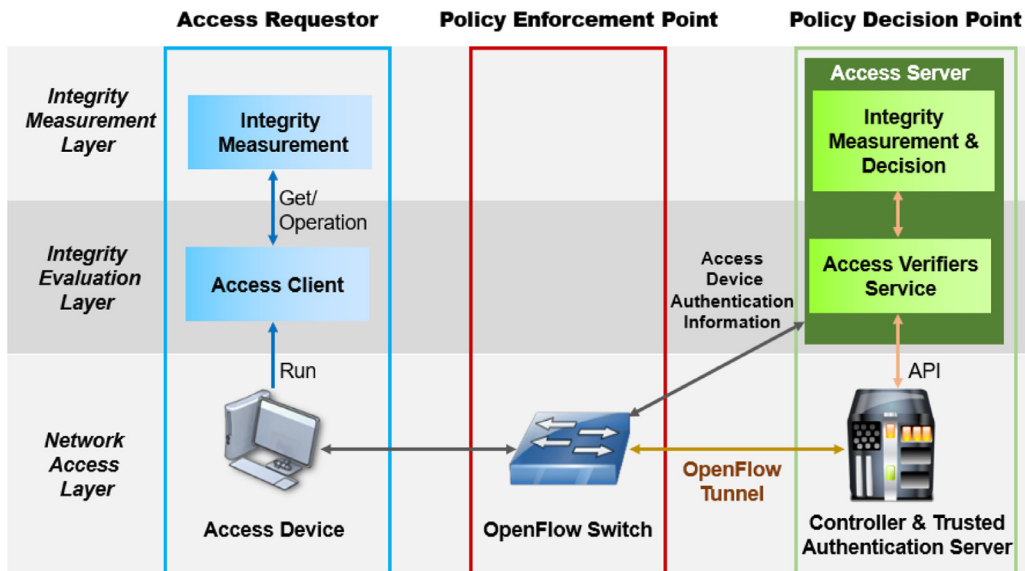 Access Requestor
Policy Enforcement Point
Policy Decision Point
Integrity
Measurement
Layer
Integrity
Measurement
Get/
Operation
Access Server
Integrity
Measurement &
Decision
Integrity
Evaluation
Layer
Access Client
Access
Device
Authentication
Information
Access Verifiers
Service
Run
API
Network
Access
Layer
Access Device
OpenFlow Switch
OpenFlow
Tunnel
Controller & Trusted
Authentication Server